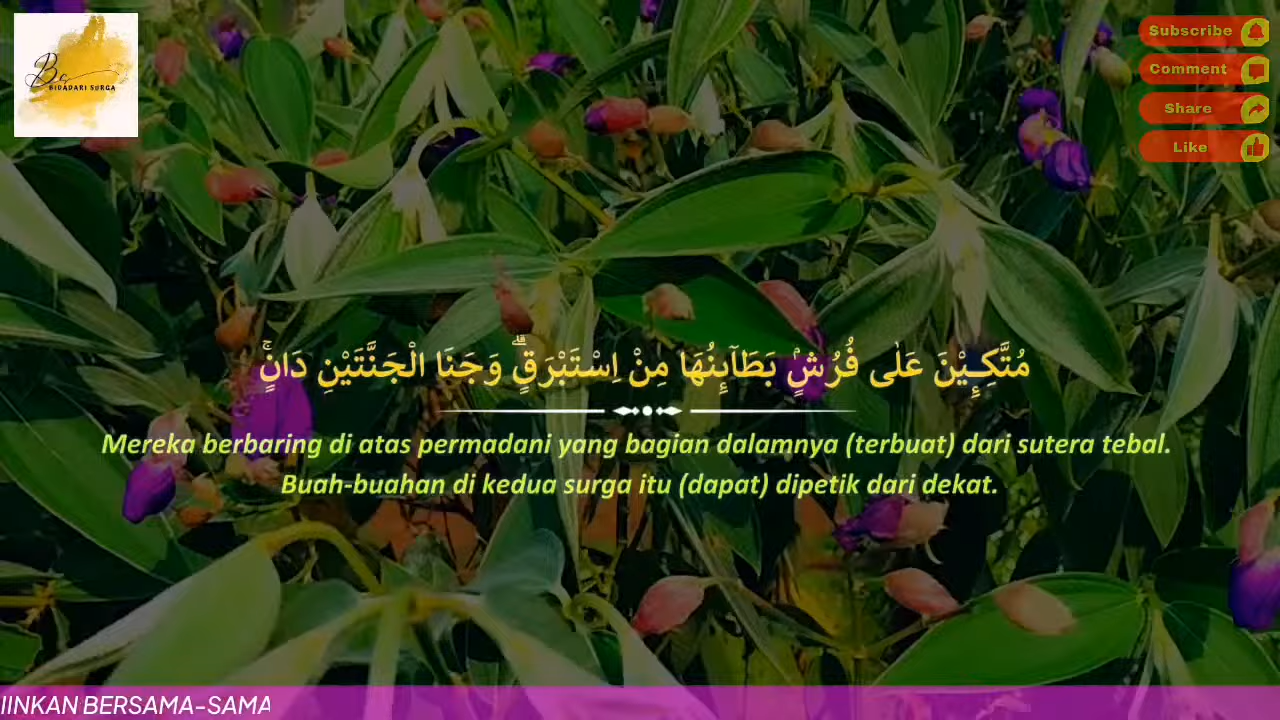 Bs
BIDADARI SURGA
Subscribe
Comment
Share
Like
مُتَّكِـِٕيْنَ عَلٰى فُرُشٍۢ بَطَاۤىِٕنُهَا مِنْ اِسْتَبْرَقٍۗ وَجَنَا الْجَنَّتَيْنِ دَانٍۚ
Mereka berbaring di atas permadani yang bagian dalamnya (terbuat) dari sutera tebal.
Buah-buahan di kedua surga itu (dapat) dipetik dari dekat.
IINKAN BERSAMA-SAMA